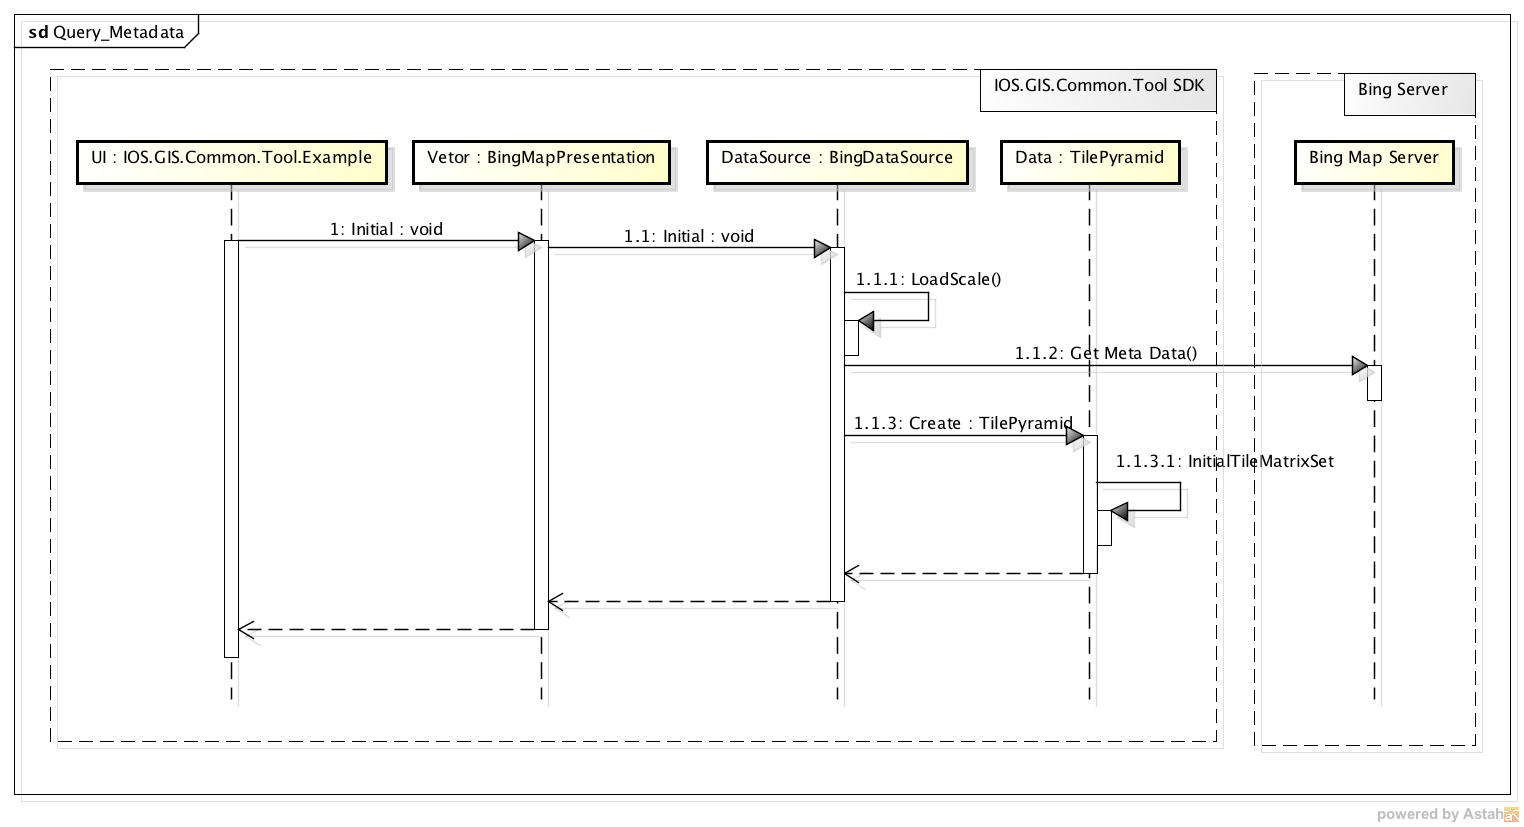 sd Query_Metadata
IOS.GIS.Common.Tool SDK
Bing Server
UI : IOS.GIS.Common.Tool.Example
Vetor : BingMapPresentation
DataSource : BingDataSource
Data : TilePyramid
Bing Map Server
1: Initial : void
1.1: Initial : void
1.1.1: LoadScale()
1.1.2: Get Meta Data()
1.1.3: Create : TilePyramid
1.1.3.1: InitialTileMatrixSet
powered by Astah